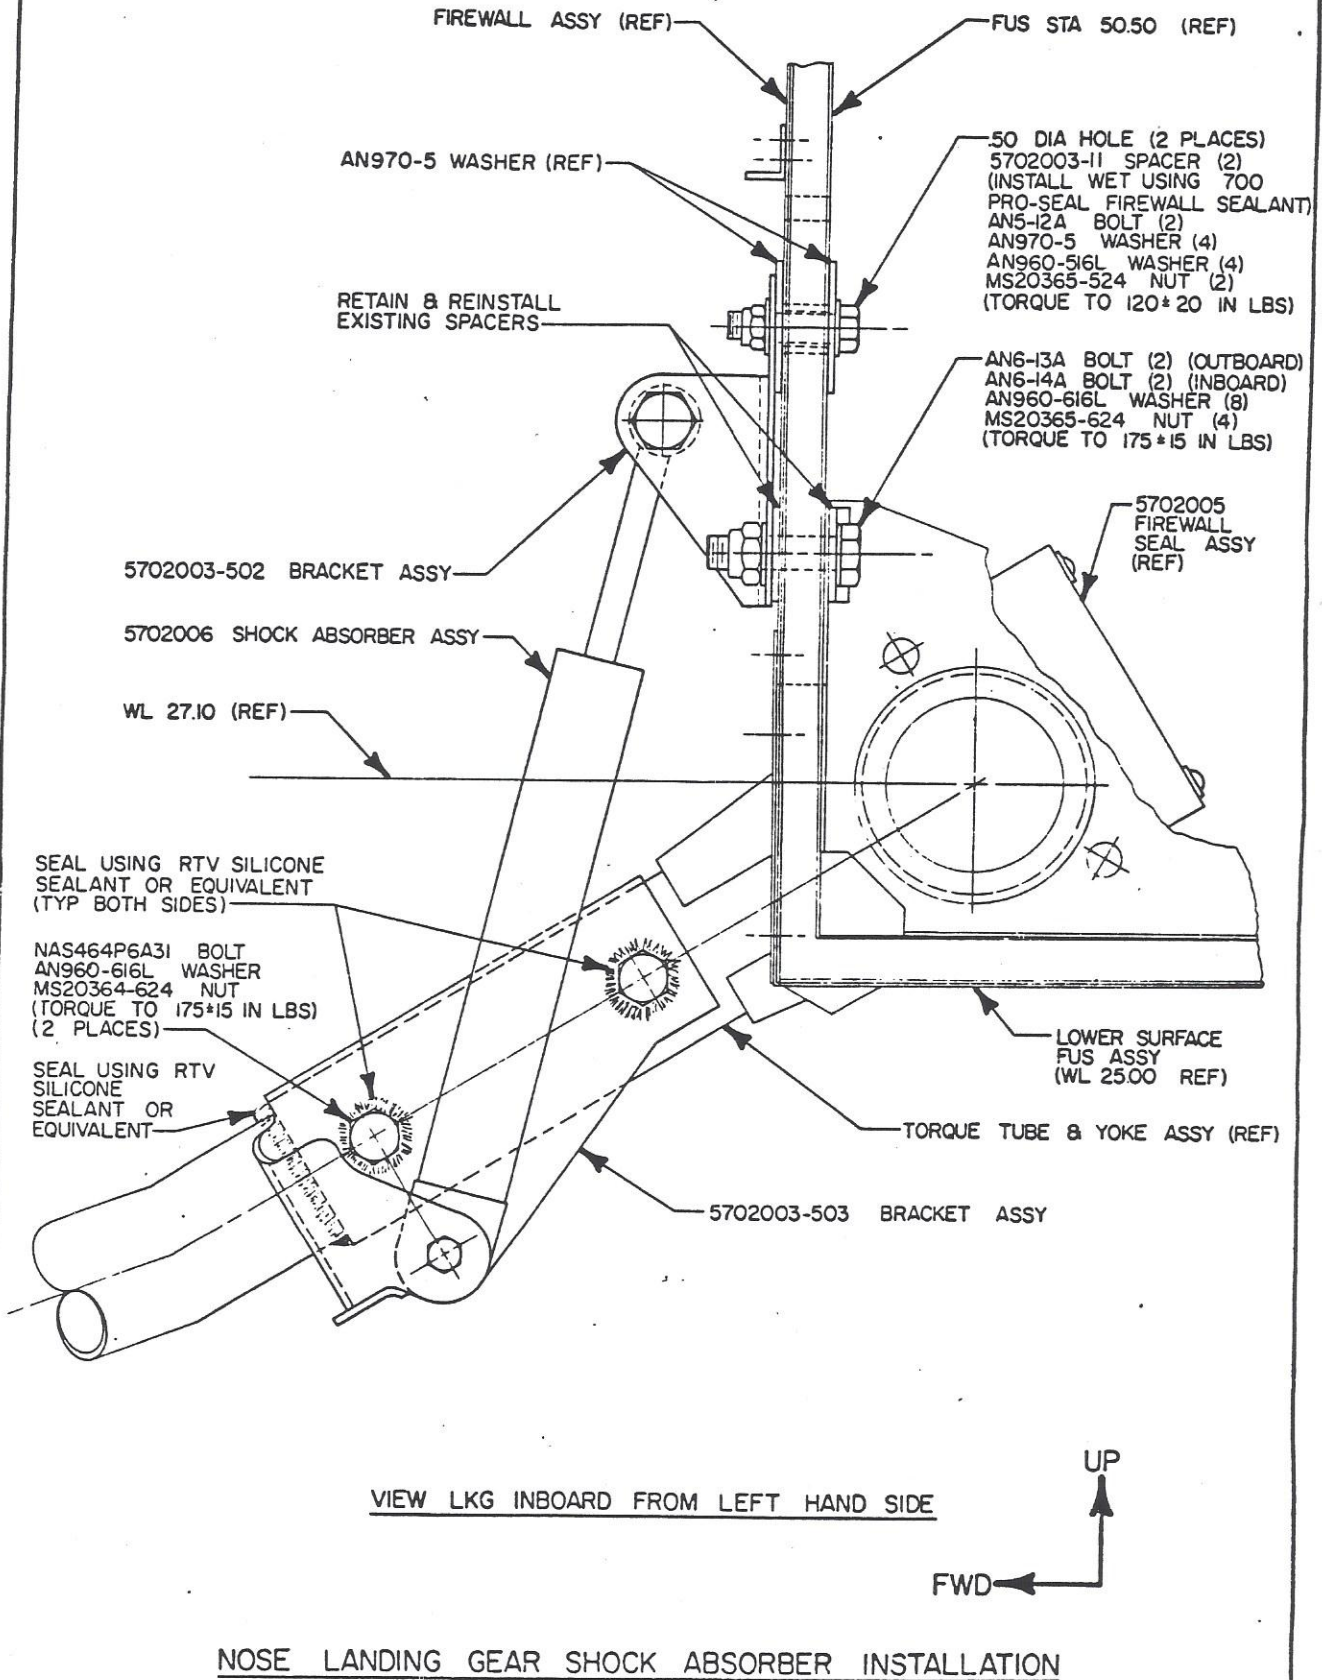 FIREWALL ASSY (REF)
FUS STA 50.50 (REF)
AN970-5 WASHER (REF)
.50 DIA HOLE (2 PLACES)
5702003-11 SPACER (2)
(INSTALL WET USING 700
PRO-SEAL FIREWALL SEALANT)
AN5-12A BOLT (2)
AN970-5 WASHER (4)
AN960-516L WASHER (4)
MS20365-524 NUT (2)
(TORQUE TO 120±20 IN LBS)
RETAIN & REINSTALL
EXISTING SPACERS
AN6-13A BOLT (2) (OUTBOARD)
AN6-14A BOLT (2) (INBOARD)
AN960-616L WASHER (8)
MS20365-624 NUT (4)
(TORQUE TO 175±15 IN LBS)
5702005
FIREWALL
SEAL ASSY
(REF)
5702003-502 BRACKET ASSY
5702006 SHOCK ABSORBER ASSY
WL 27.10 (REF)
SEAL USING RTV SILICONE
SEALANT OR EQUIVALENT
(TYP BOTH SIDES)
NAS464P6A31 BOLT
AN960-616L WASHER
MS20364-624 NUT
(TORQUE TO 175±15 IN LBS)
(2 PLACES)
SEAL USING RTV
SILICONE
SEALANT OR
EQUIVALENT
LOWER SURFACE
FUS ASSY
(WL 25.00 REF)
TORQUE TUBE & YOKE ASSY (REF)
5702003-503 BRACKET ASSY
VIEW LKG INBOARD FROM LEFT HAND SIDE
UP
FWD
NOSE LANDING GEAR SHOCK ABSORBER INSTALLATION